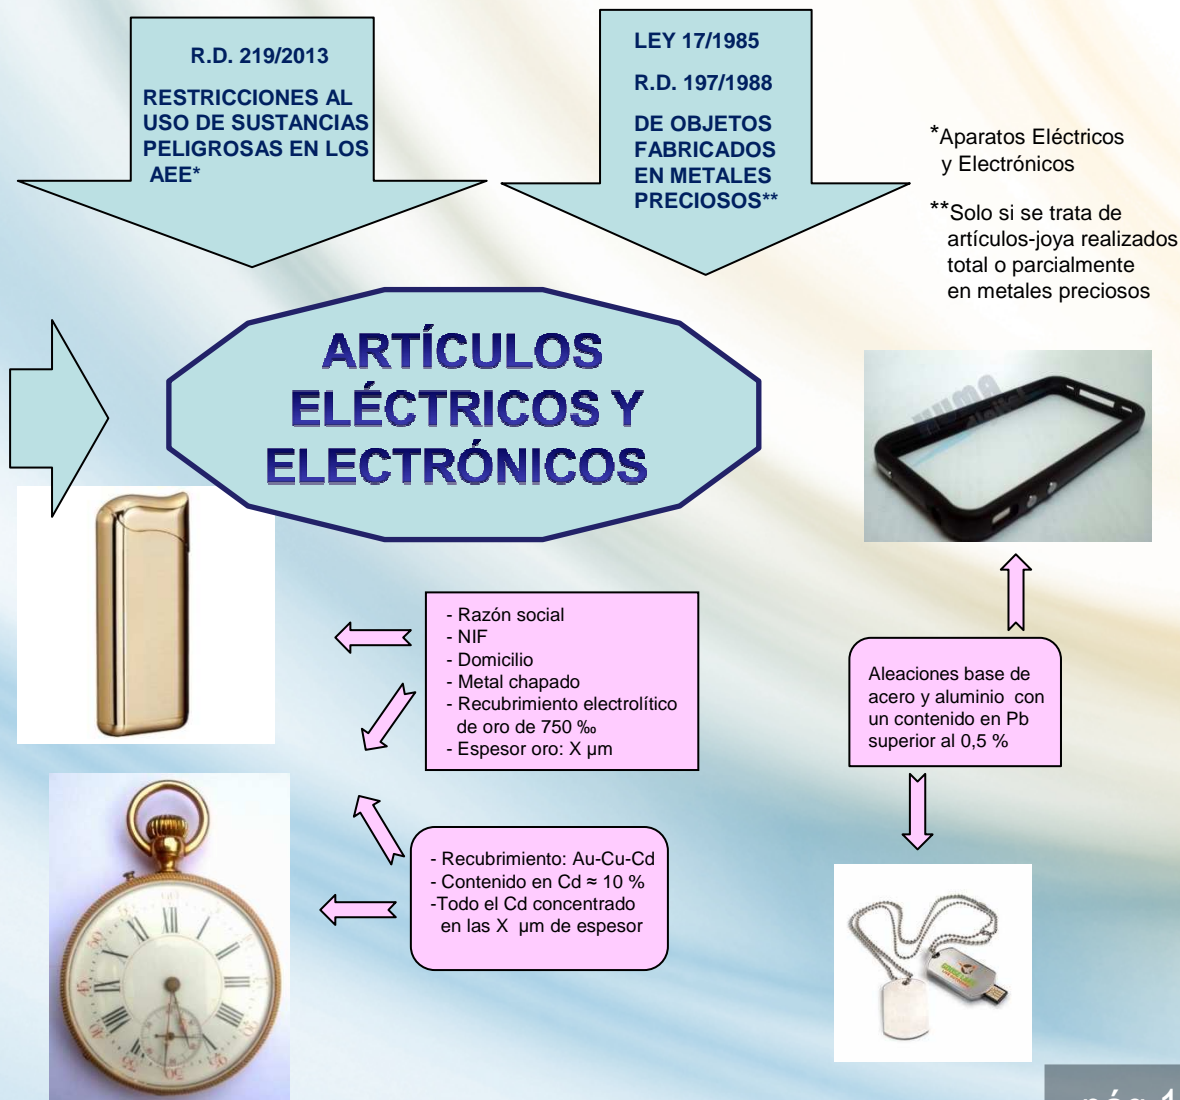 R.D. 219/2013
RESTRICCIONES AL
USO DE SUSTANCIAS
PELIGROSAS EN LOS
AEE*
LEY 17/1985
R.D. 197/1988
DE OBJETOS
FABRICADOS
EN METALES
PRECIOSOS**
*Aparatos Eléctricos
y Electrónicos
**Solo si se trata de
artículos-joya realizados
total o parcialmente
en metales preciosos
ARTÍCULOS
ELÉCTRICOS Y
ELECTRÓNICOS
- Razón social
- NIF
- Domicilio
- Metal chapado
- Recubrimiento electrolítico
de oro de 750 ‰
- Espesor oro: X µm
Aleaciones base de
acero y aluminio con
un contenido en Pb
superior al 0,5 %
- Recubrimiento: Au-Cu-Cd
- Contenido en Cd ≈ 10 %
-Todo el Cd concentrado
en las X µm de espesor